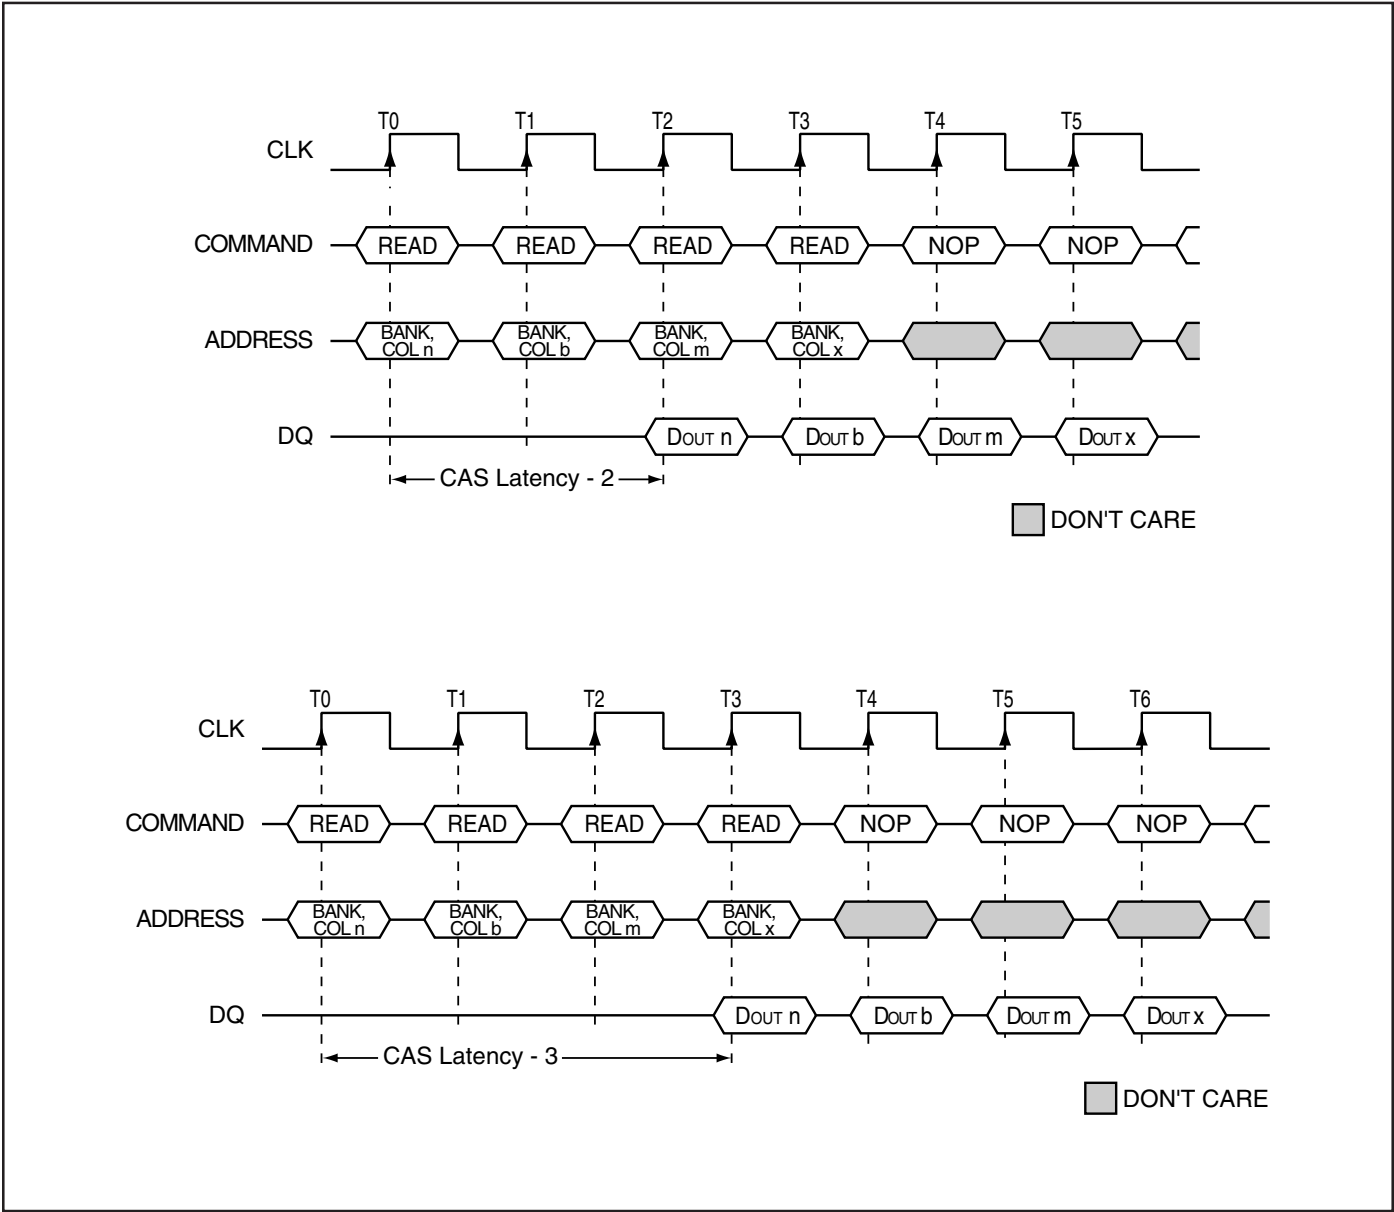 T0 T1 T2 T3 T4 T5
CLK
COMMAND READ READ READ READ NOP NOP
ADDRESS BANK, COL n BANK, COL b BANK, COL m BANK, COL x
DQ DOUT n DOUT b DOUT m DOUT x
CAS Latency - 2
DON'T CARE
T0 T1 T2 T3 T4 T5 T6
CLK
COMMAND READ READ READ READ NOP NOP NOP
ADDRESS BANK, COL n BANK, COL b BANK, COL m BANK, COL x
DQ DOUT n DOUT b DOUT m DOUT x
CAS Latency - 3
DON'T CARE